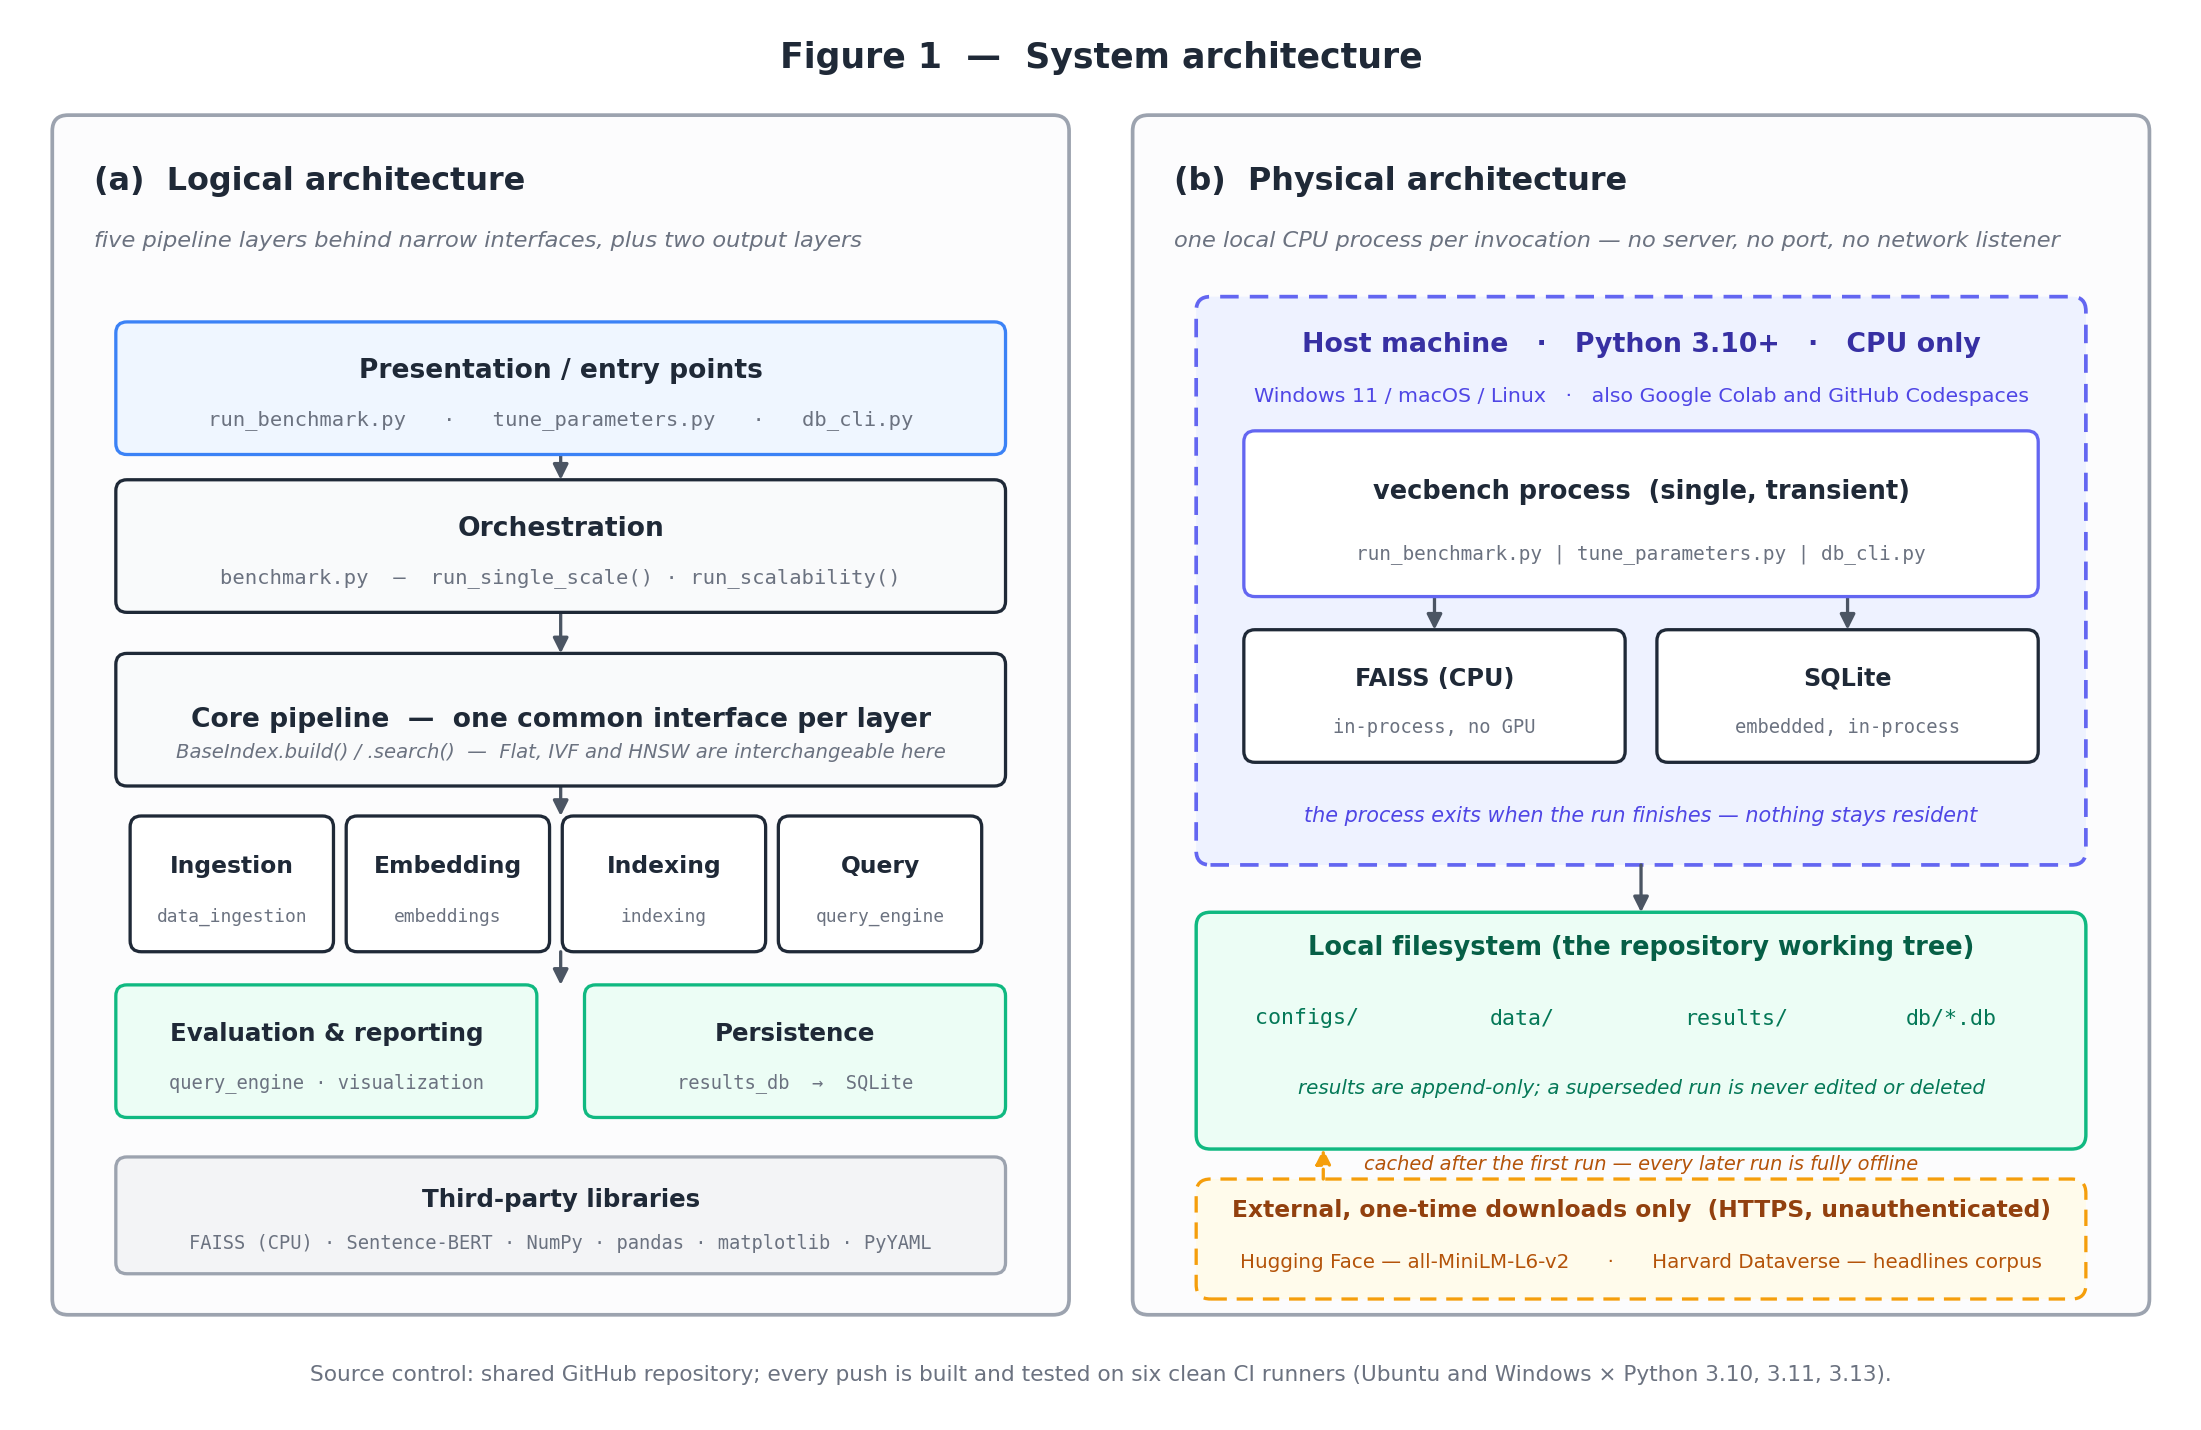 Figure 1 — System architecture
(a) Logical architecture
five pipeline layers behind narrow interfaces, plus two output layers
Presentation / entry points
run_benchmark.py · tune_parameters.py · db_cli.py
Orchestration
benchmark.py — run_single_scale() · run_scalability()
Core pipeline — one common interface per layer
BaseIndex.build() / .search() — Flat, IVF and HNSW are interchangeable here
Ingestion
data_ingestion
Embedding
embeddings
Indexing
indexing
Query
query_engine
Evaluation & reporting
query_engine · visualization
Persistence
results_db → SQLite
Third-party libraries
FAISS (CPU) · Sentence-BERT · NumPy · pandas · matplotlib · PyYAML
(b) Physical architecture
one local CPU process per invocation — no server, no port, no network listener
Host machine · Python 3.10+ · CPU only
Windows 11 / macOS / Linux · also Google Colab and GitHub Codespaces
vecbench process (single, transient)
run_benchmark.py | tune_parameters.py | db_cli.py
FAISS (CPU)
in-process, no GPU
SQLite
embedded, in-process
the process exits when the run finishes — nothing stays resident
Local filesystem (the repository working tree)
configs/ data/ results/ db/*.db
results are append-only; a superseded run is never edited or deleted
cached after the first run — every later run is fully offline
External, one-time downloads only (HTTPS, unauthenticated)
Hugging Face — all-MiniLM-L6-v2 · Harvard Dataverse — headlines corpus
Source control: shared GitHub repository; every push is built and tested on six clean CI runners (Ubuntu and Windows × Python 3.10, 3.11, 3.13).